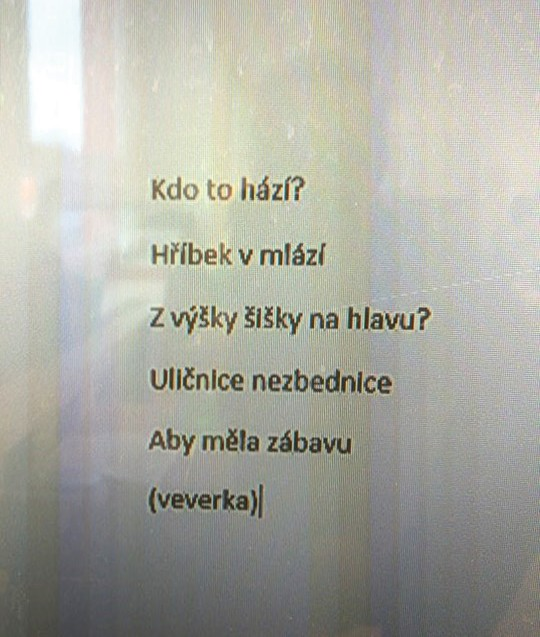 Kdo to hází?
Hříbek v mlází
Z výšky šišky na hlavu?
Uličnice nezbednice
Aby měla zábavu
(veverka)